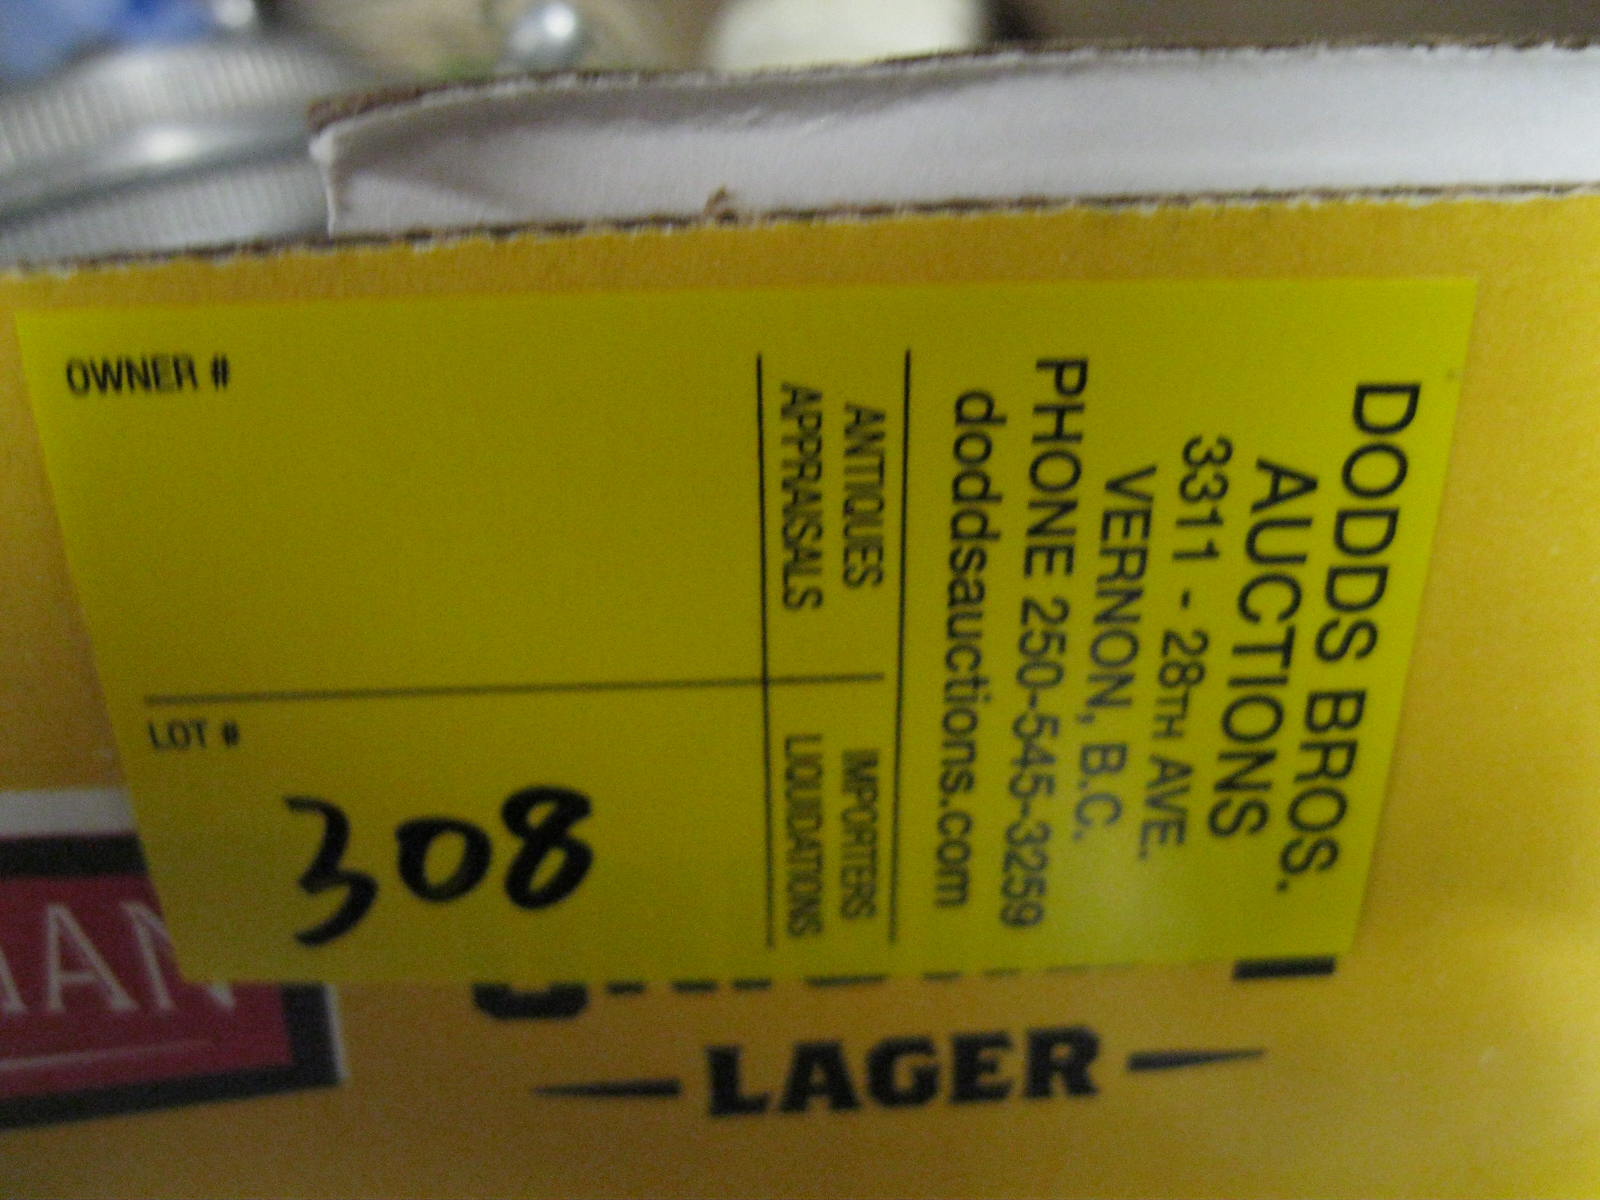 DODDS BROS.
AUCTIONS
3311 - 28TH AVE.
VERNON, B.C.
PHONE 250-545-3259
doddsauctions.com
ANTIQUES
APPRAISALS
IMPORTERS
LIQUIDATIONS
OWNER #
LOT #
308
LAGER